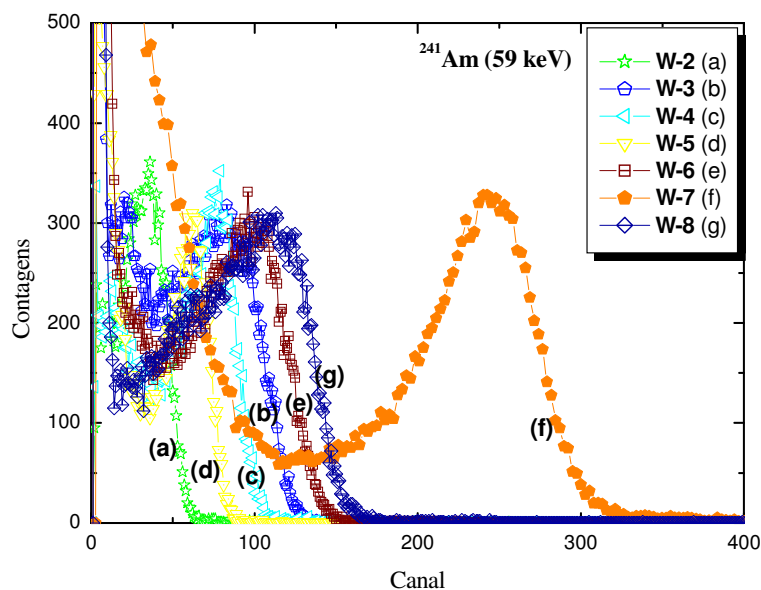 500
400
300
200
100
0
0
100
200
300
400
Contagens
Canal
²⁴¹Am (59 keV)
W-2 (a)
W-3 (b)
W-4 (c)
W-5 (d)
W-6 (e)
W-7 (f)
W-8 (g)
(g)
(b)
(e)
(f)
(a)
(d)
(c)